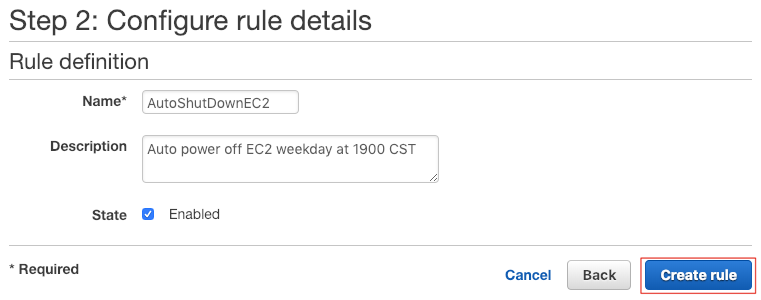 Step 2: Configure rule details
Rule definition
Name* AutoShutDownEC2
Description Auto power off EC2 weekday at 1900 CST
State Enabled
* Required Cancel Back Create rule